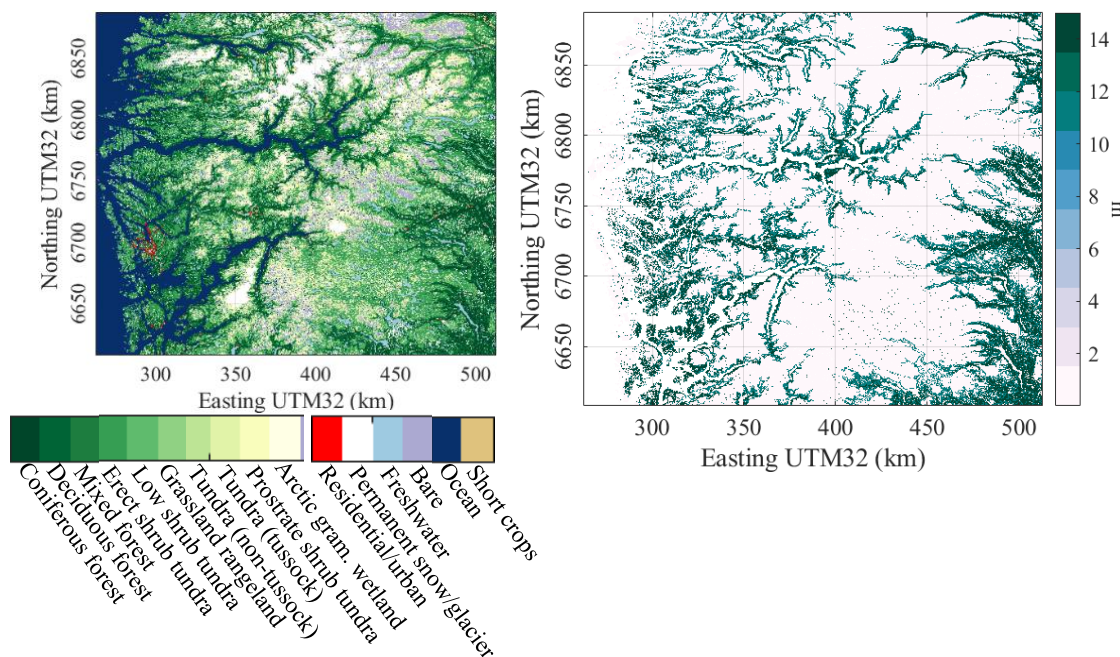 6850
6800
6750
6700
6650
Northing UTM32 (km)
300
350
400
450
500
Easting UTM32 (km)
Coniferous forest
Deciduous forest
Mixed forest
Erect shrub tundra
Low shrub tundra
Grassland rangeland
Tundra (non-tussock)
Tundra (tussock)
Prostrate shrub tundra
Arctic gram. wetland
Residential/urban
Permanent snow/glacier
Freshwater
Bare
Ocean
Short crops
6850
6800
6750
6700
6650
Northing UTM32 (km)
300
350
400
450
500
Easting UTM32 (km)
14
12
10
8
6
4
2
m